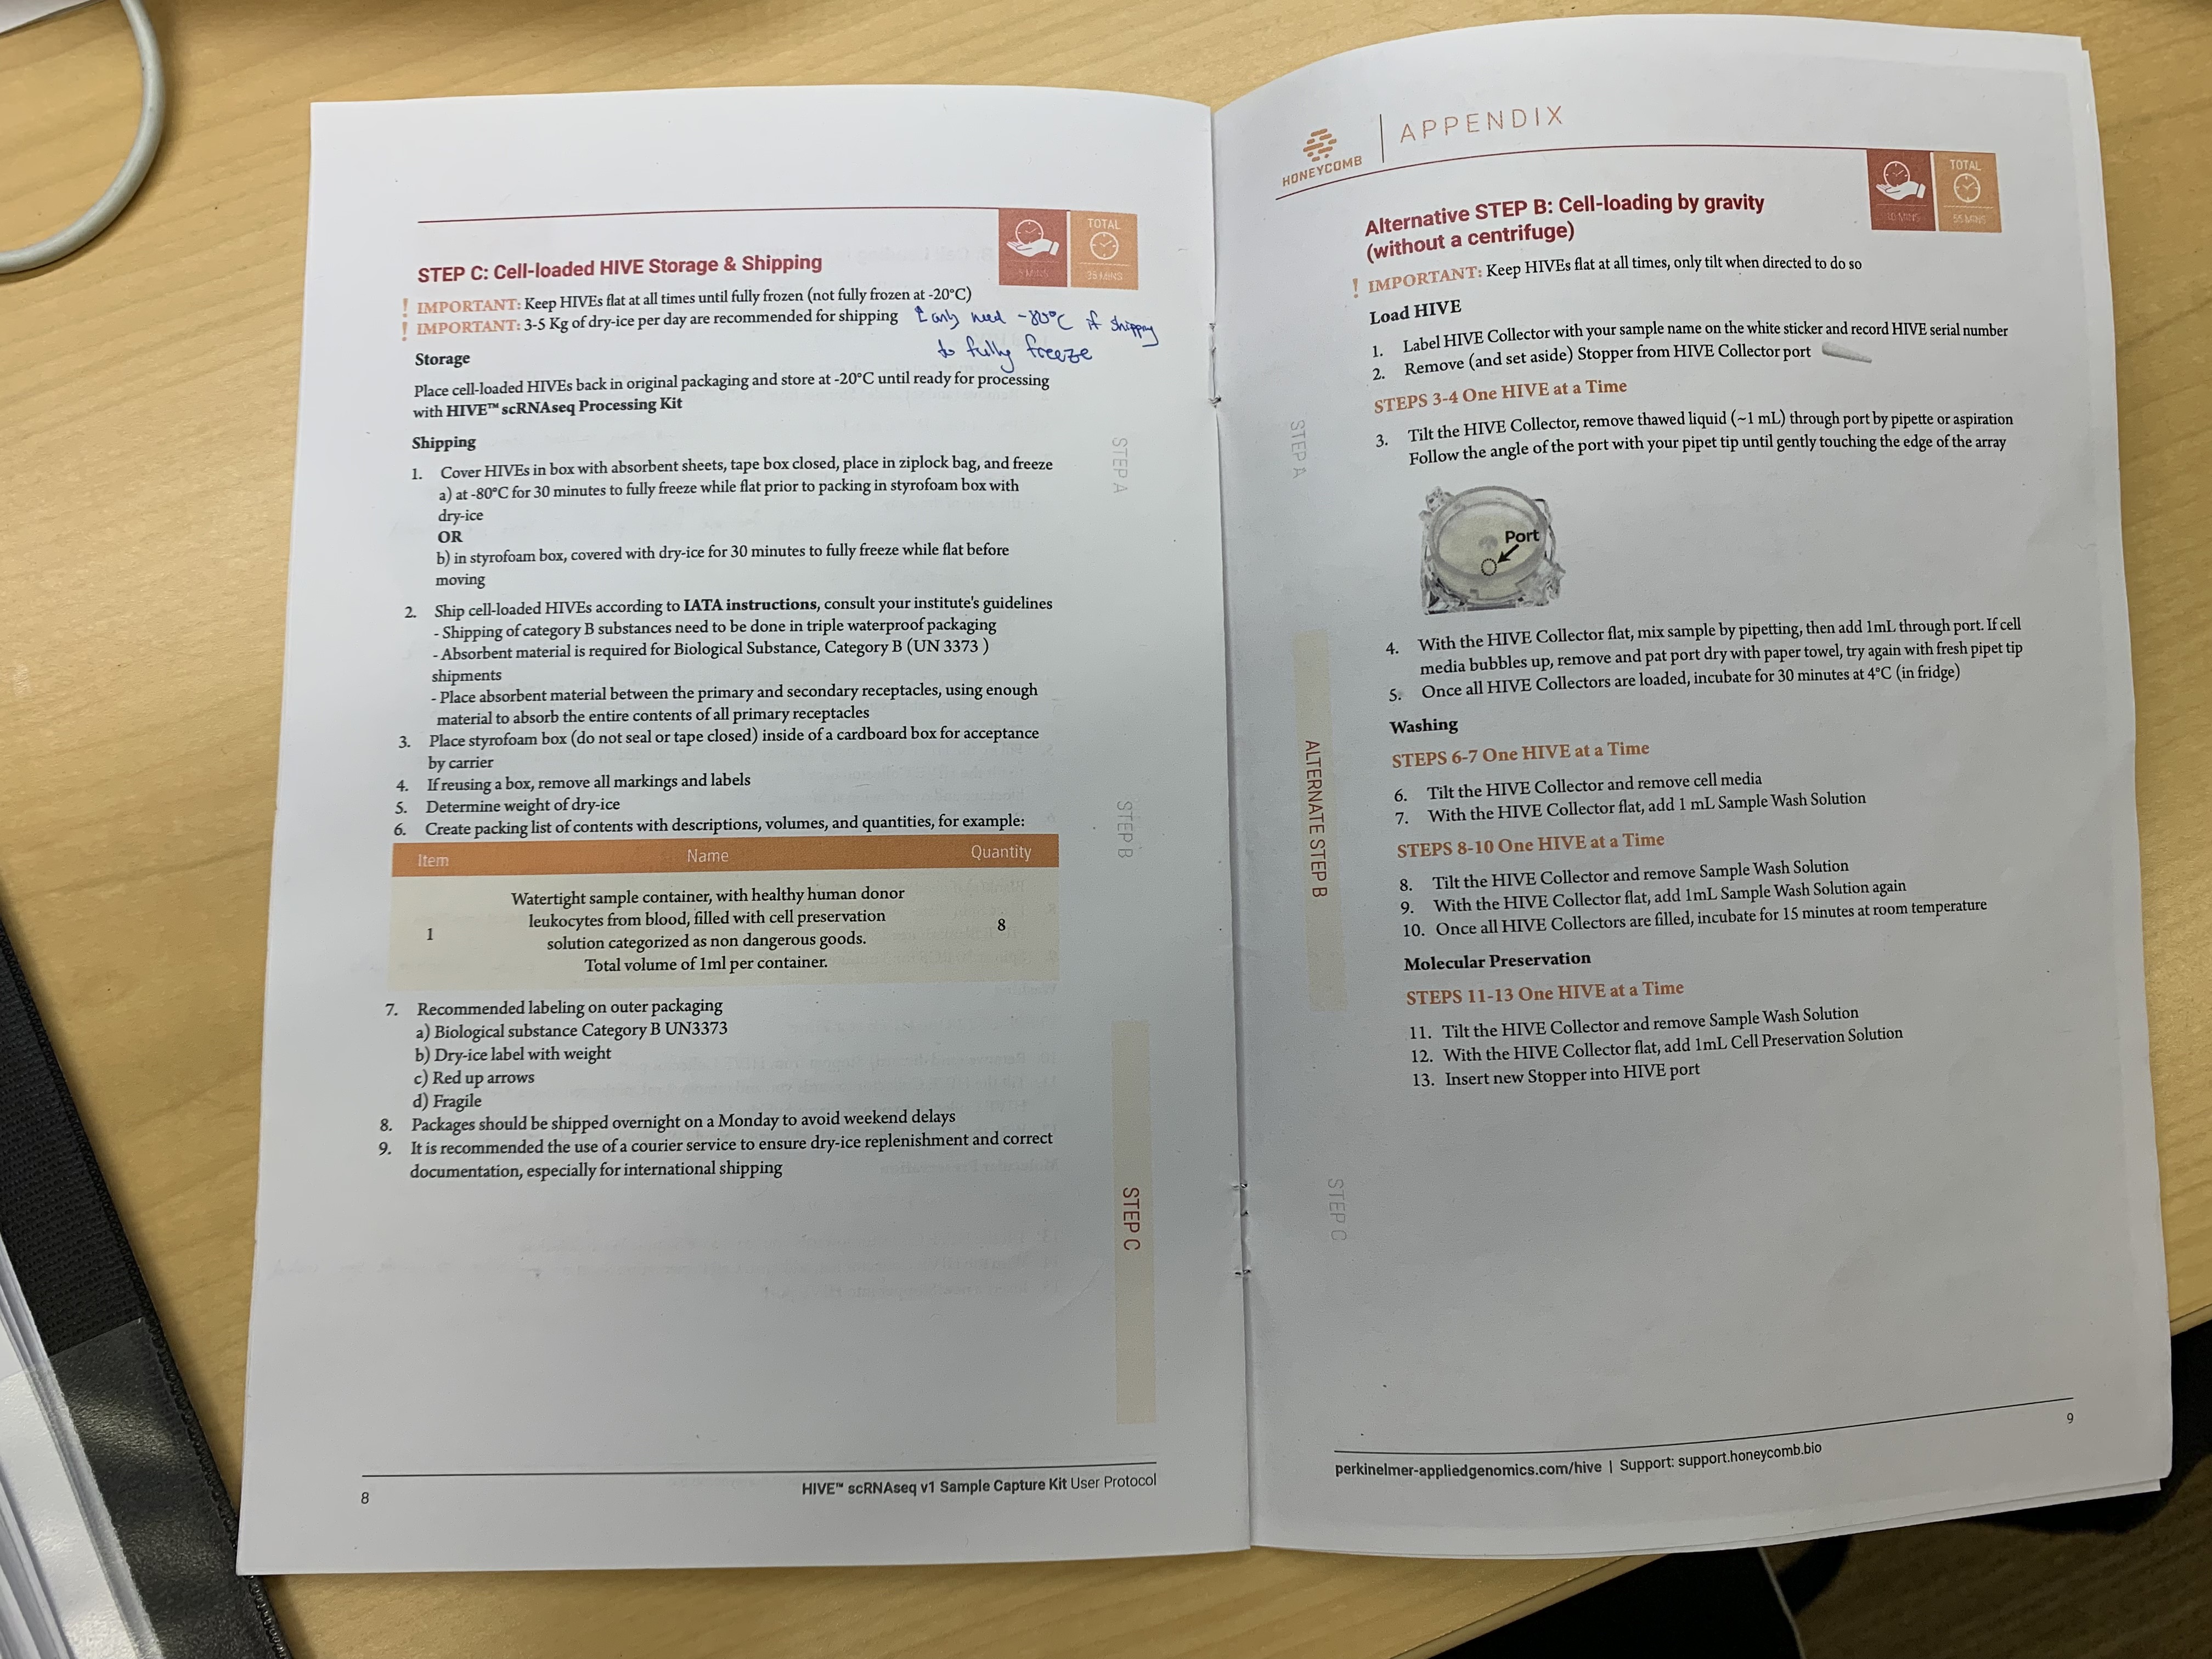 TOTAL
5 MINS
35 MINS
STEP C: Cell-loaded HIVE Storage & Shipping
! IMPORTANT: Keep HIVEs flat at all times until fully frozen (not fully frozen at -20°C)
! IMPORTANT: 3-5 Kg of dry-ice per day are recommended for shipping
↑ only need -80°C if shipping
to fully freeze
Storage
Place cell-loaded HIVEs back in original packaging and store at -20°C until ready for processing
with HIVE™ scRNAseq Processing Kit
Shipping
1. Cover HIVEs in box with absorbent sheets, tape box closed, place in ziplock bag, and freeze
a) at -80°C for 30 minutes to fully freeze while flat prior to packing in styrofoam box with
dry-ice
OR
b) in styrofoam box, covered with dry-ice for 30 minutes to fully freeze while flat before
moving
2. Ship cell-loaded HIVEs according to IATA instructions, consult your institute's guidelines
- Shipping of category B substances need to be done in triple waterproof packaging
- Absorbent material is required for Biological Substance, Category B (UN 3373 )
shipments
- Place absorbent material between the primary and secondary receptacles, using enough
material to absorb the entire contents of all primary receptacles
3. Place styrofoam box (do not seal or tape closed) inside of a cardboard box for acceptance
by carrier
4. If reusing a box, remove all markings and labels
5. Determine weight of dry-ice
6. Create packing list of contents with descriptions, volumes, and quantities, for example:
Item Name Quantity
1 Watertight sample container, with healthy human donor
leukocytes from blood, filled with cell preservation
solution categorized as non dangerous goods.
Total volume of 1ml per container. 8
7. Recommended labeling on outer packaging
a) Biological substance Category B UN3373
b) Dry-ice label with weight
c) Red up arrows
d) Fragile
8. Packages should be shipped overnight on a Monday to avoid weekend delays
9. It is recommended the use of a courier service to ensure dry-ice replenishment and correct
documentation, especially for international shipping
STEP A
STEP B
STEP C
HIVE™ scRNAseq v1 Sample Capture Kit User Protocol
8
HONEYCOMB
APPENDIX
TOTAL
10 MINS
55 MINS
Alternative STEP B: Cell-loading by gravity
(without a centrifuge)
! IMPORTANT: Keep HIVEs flat at all times, only tilt when directed to do so
Load HIVE
1. Label HIVE Collector with your sample name on the white sticker and record HIVE serial number
2. Remove (and set aside) Stopper from HIVE Collector port
STEPS 3-4 One HIVE at a Time
3. Tilt the HIVE Collector, remove thawed liquid (~1 mL) through port by pipette or aspiration
Follow the angle of the port with your pipet tip until gently touching the edge of the array
Port
4. With the HIVE Collector flat, mix sample by pipetting, then add 1mL through port. If cell
media bubbles up, remove and pat port dry with paper towel, try again with fresh pipet tip
5. Once all HIVE Collectors are loaded, incubate for 30 minutes at 4°C (in fridge)
Washing
STEPS 6-7 One HIVE at a Time
6. Tilt the HIVE Collector and remove cell media
7. With the HIVE Collector flat, add 1 mL Sample Wash Solution
STEPS 8-10 One HIVE at a Time
8. Tilt the HIVE Collector and remove Sample Wash Solution
9. With the HIVE Collector flat, add 1mL Sample Wash Solution again
10. Once all HIVE Collectors are filled, incubate for 15 minutes at room temperature
Molecular Preservation
STEPS 11-13 One HIVE at a Time
11. Tilt the HIVE Collector and remove Sample Wash Solution
12. With the HIVE Collector flat, add 1mL Cell Preservation Solution
13. Insert new Stopper into HIVE port
STEP A
ALTERNATE STEP B
STEP C
perkinelmer-appliedgenomics.com/hive | Support: support.honeycomb.bio
9